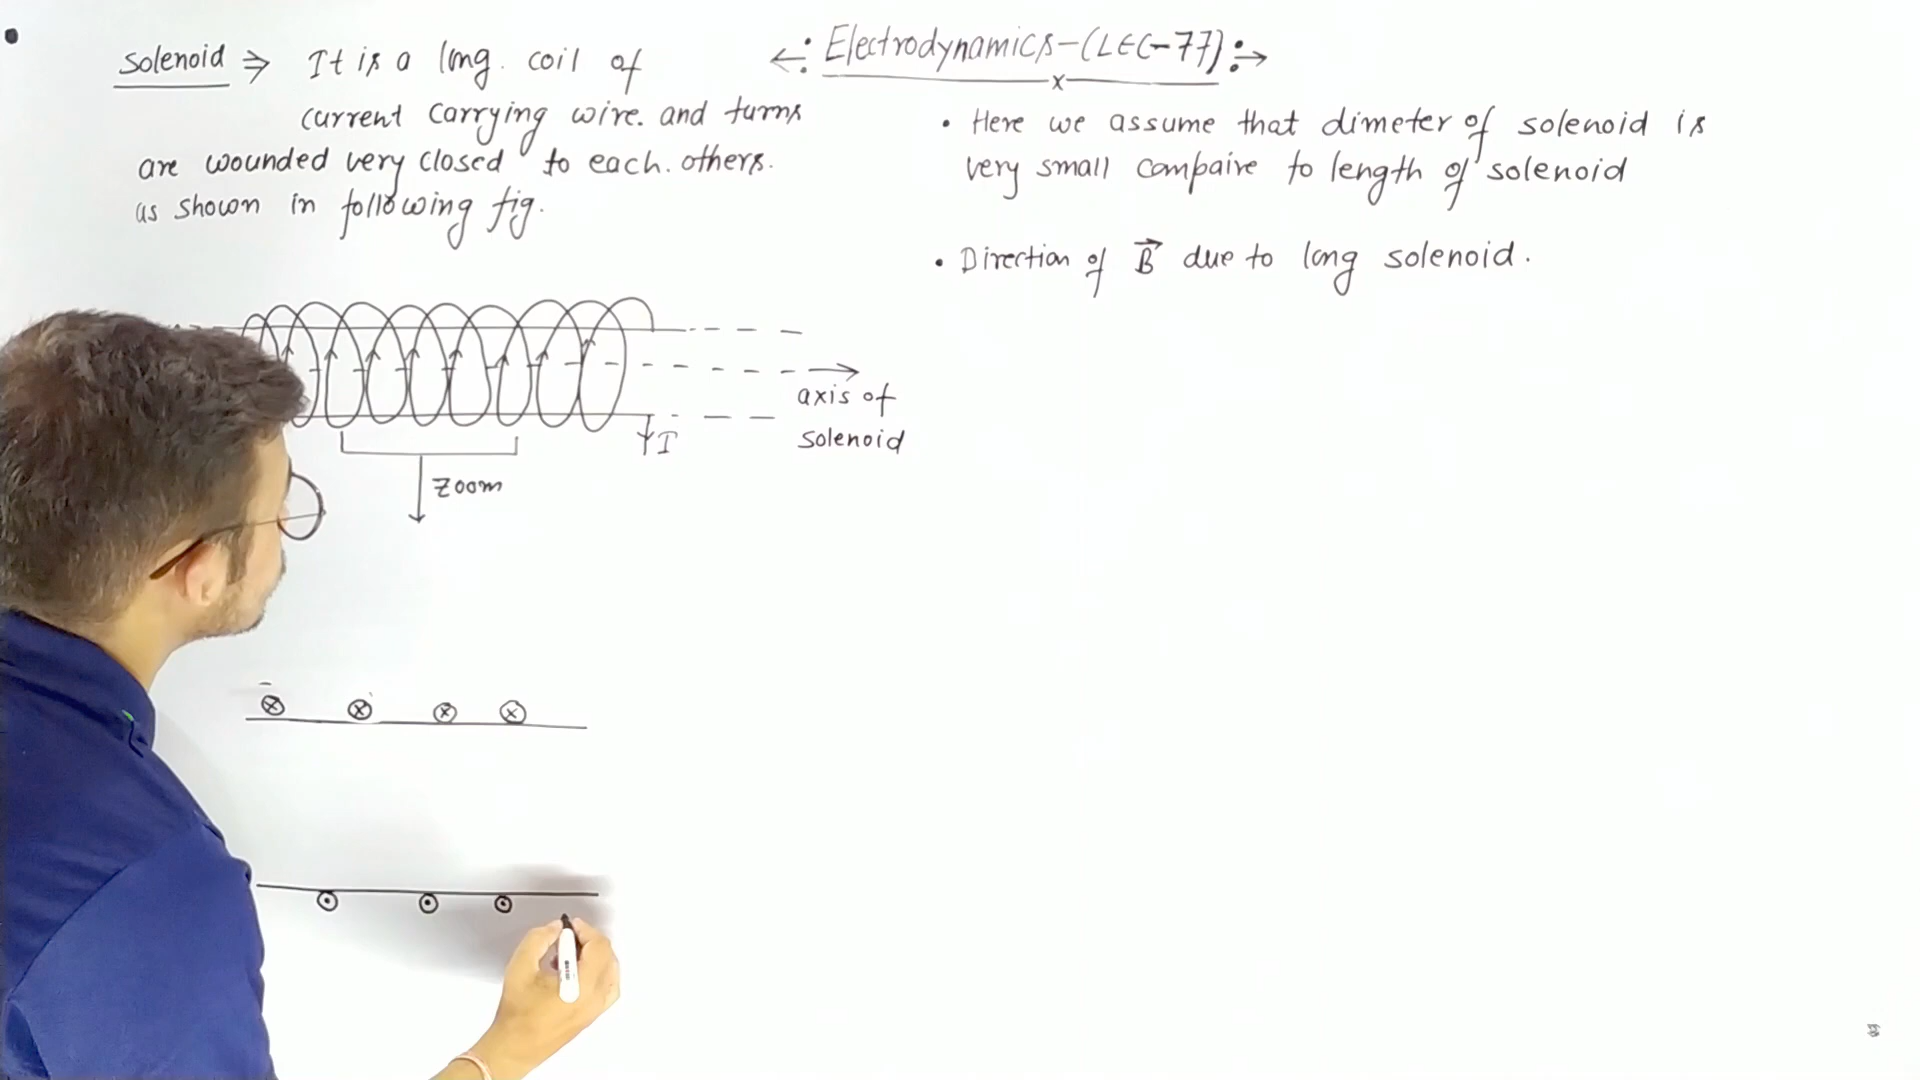 Electrodynamics-(LEC-77)
Solenoid ⇒ It is a long. coil of
current carrying wire. and turns
are wounded very closed to each. others.
as shown in following fig.
axis of
solenoid
I
Zoom
• Here we assume that dimeter of solenoid is
very small compaire to length of solenoid
• Direction of B⃗ due to long solenoid.